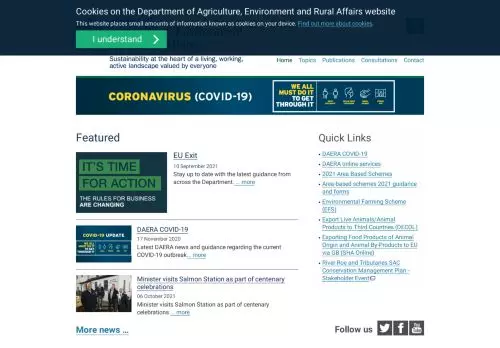 Cookies on the Department of Agriculture, Environment and Rural Affairs website
This website places small amounts of information known as cookies on your device. Find out more about cookies.
I understand
Sustainability at the heart of a living, working,
active landscape valued by everyone
Home Topics Publications Consultations Contact
CORONAVIRUS (COVID-19)
WE ALL
MUST DO IT
TO GET
THROUGH IT
Featured
IT'S TIME
FOR ACTION
THE RULES FOR BUSINESS
ARE CHANGING
EU Exit
10 September 2021
Stay up to date with the latest guidance from
across the Department. ... more
COVID-19 UPDATE
DAERA COVID-19
17 November 2020
Latest DAERA news and guidance regarding the current
COVID-19 outbreak... more
Minister visits Salmon Station as part of centenary
celebrations
06 October 2021
Minister visits Salmon Station as part of centenary
celebrations ... more
More news ...
Quick Links
DAERA COVID-19
DAERA online services
2021 Area Based Schemes
Area-based schemes 2021 guidance
and forms
Environmental Farming Scheme
(EFS)
Export Live Animals/Animal
Products to Third Countries (DECOL)
Exporting Food Products of Animal
Origin and Animal By-Products to EU
via GB (SHA Online)
River Roe and Tributaries SAC
Conservation Management Plan -
Stakeholder Event
Follow us